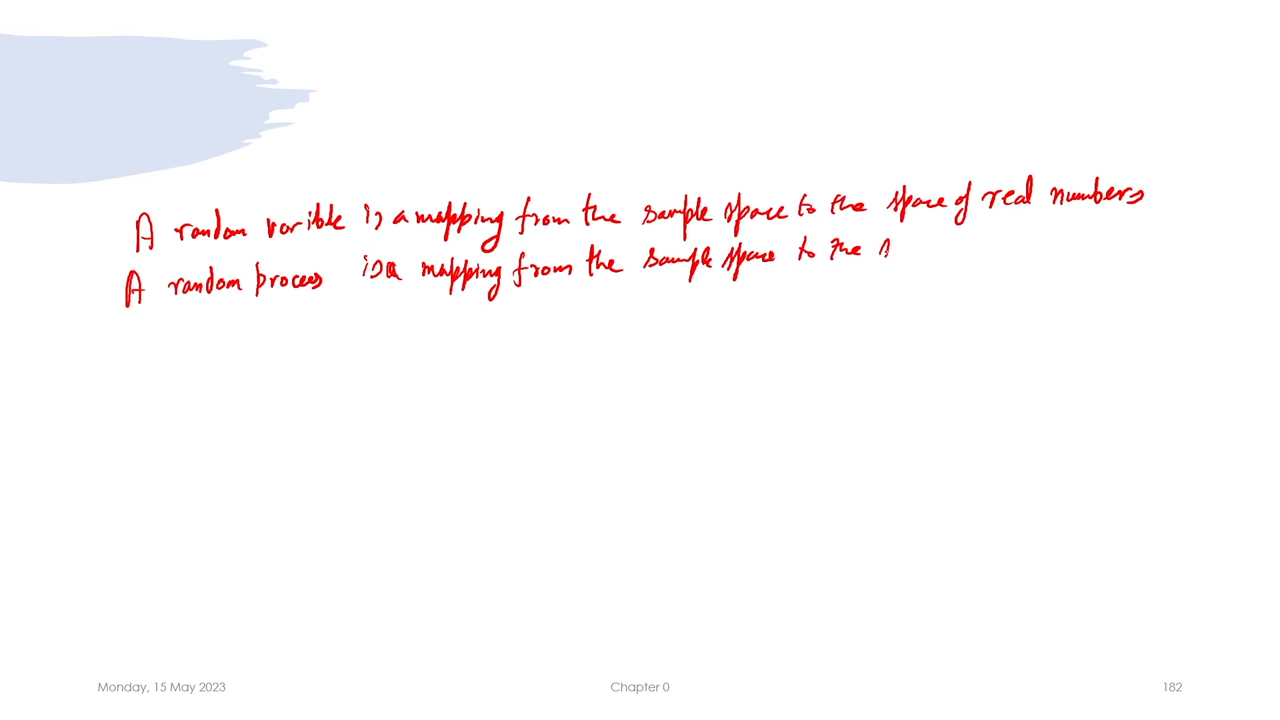 A random varible is a mapping from the sample space to the space of real numbers
A random process is a mapping from the sample space to the s
Monday, 15 May 2023
Chapter 0
182